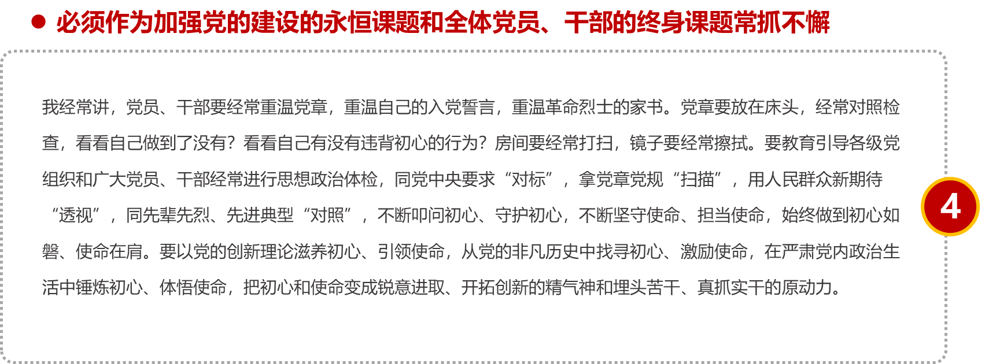 ● 必须作为加强党的建设的永恒课题和全体党员、干部的终身课题常抓不懈
我经常讲，党员、干部要经常重温党章，重温自己的入党誓言，重温革命烈士的家书。党章要放在床头，经常对照检
查，看看自己做到了没有？看看自己有没有违背初心的行为？房间要经常打扫，镜子要经常擦拭。要教育引导各级党
组织和广大党员、干部经常进行思想政治体检，同党中央要求“对标”，拿党章党规“扫描”，用人民群众新期待
“透视”，同先辈先烈、先进典型“对照”，不断叩问初心、守护初心，不断坚守使命、担当使命，始终做到初心如
磐、使命在肩。要以党的创新理论滋养初心、引领使命，从党的非凡历史中找寻初心、激励使命，在严肃党内政治生
活中锤炼初心、体悟使命，把初心和使命变成锐意进取、开拓创新的精气神和埋头苦干、真抓实干的原动力。
4